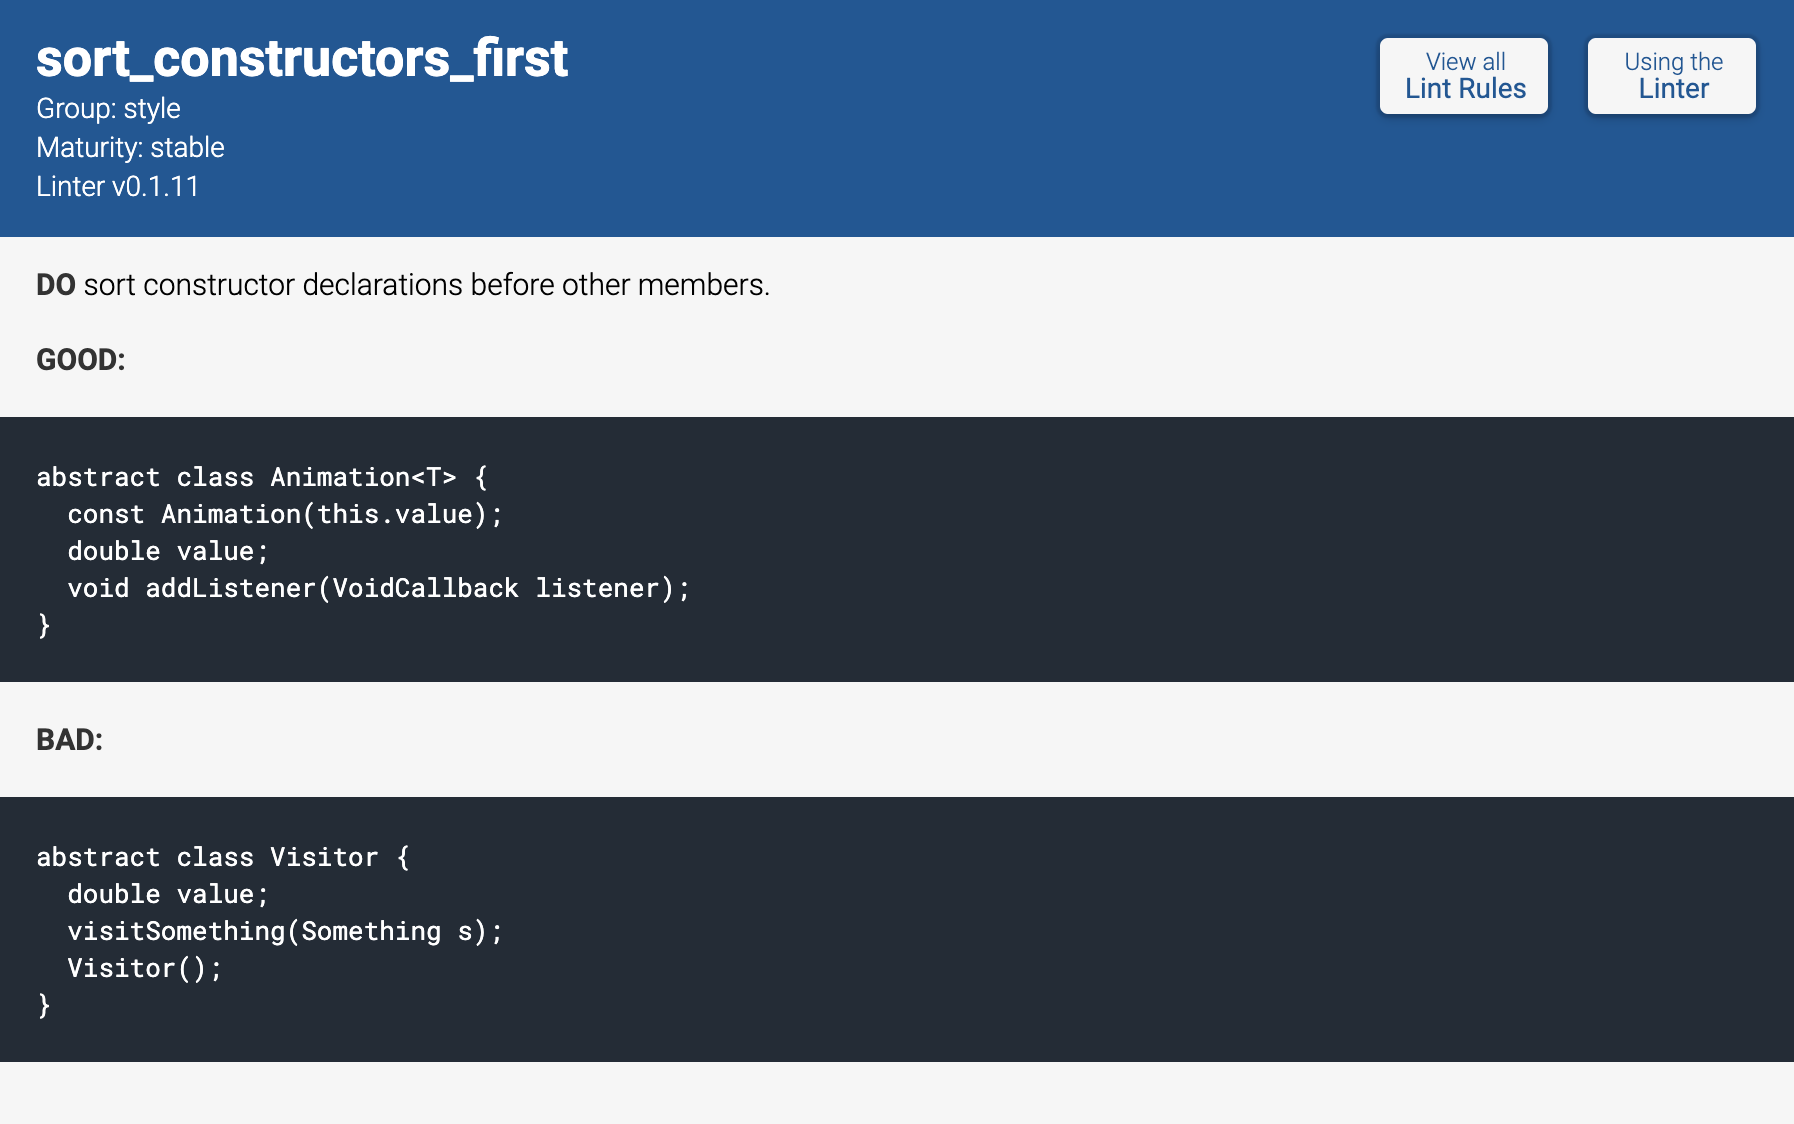 sort_constructors_first
Group: style
Maturity: stable
Linter v0.1.11
View all
Lint Rules
Using the
Linter
DO sort constructor declarations before other members.
GOOD:
abstract class Animation<T> {
  const Animation(this.value);
  double value;
  void addListener(VoidCallback listener);
}
BAD:
abstract class Visitor {
  double value;
  visitSomething(Something s);
  Visitor();
}